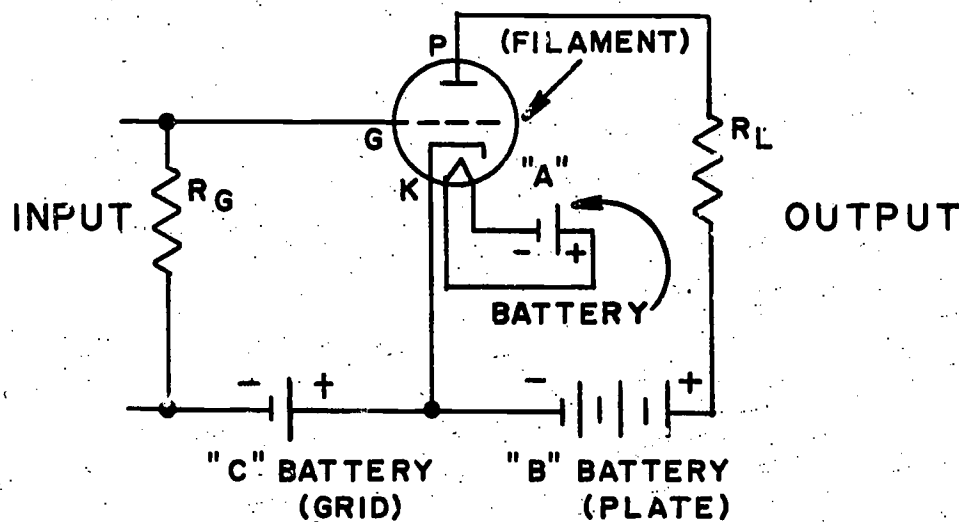 P
(FILAMENT)
G
K
"A"
R_L
R_G
INPUT
OUTPUT
- +
BATTERY
- +
- +
"C" BATTERY
(GRID)
"B" BATTERY
(PLATE)